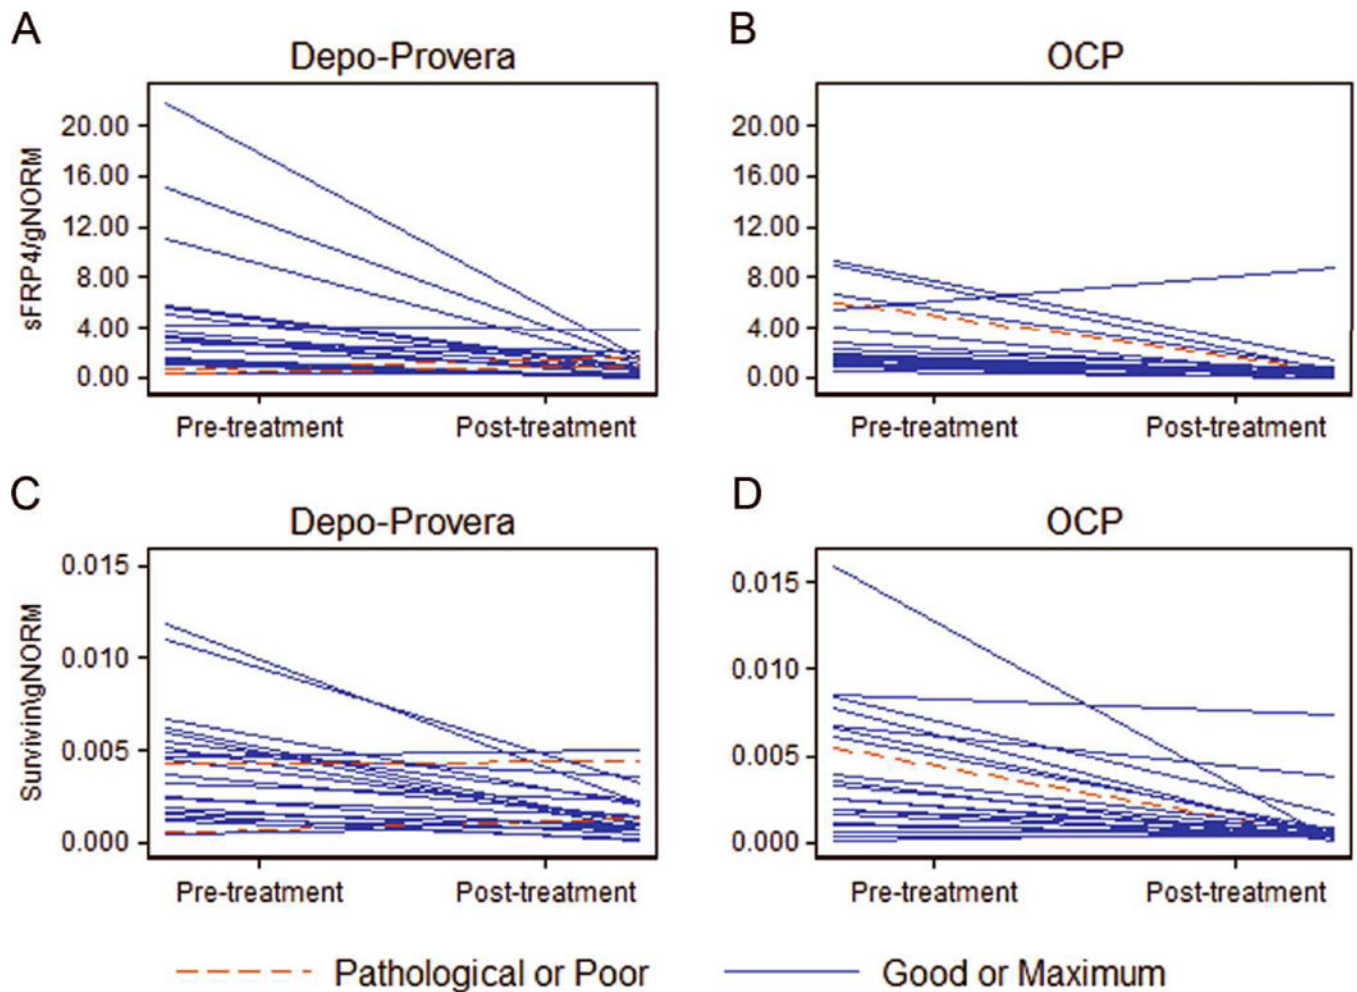 A
Depo-Provera
sFRP4/gNORM
20.00
16.00
12.00
8.00
4.00
0.00
Pre-treatment Post-treatment
B
OCP
20.00
16.00
12.00
8.00
4.00
0.00
Pre-treatment Post-treatment
C
Depo-Provera
Survivin\gNORM
0.015
0.010
0.005
0.000
Pre-treatment Post-treatment
D
OCP
0.015
0.010
0.005
0.000
Pre-treatment Post-treatment
Pathological or Poor Good or Maximum